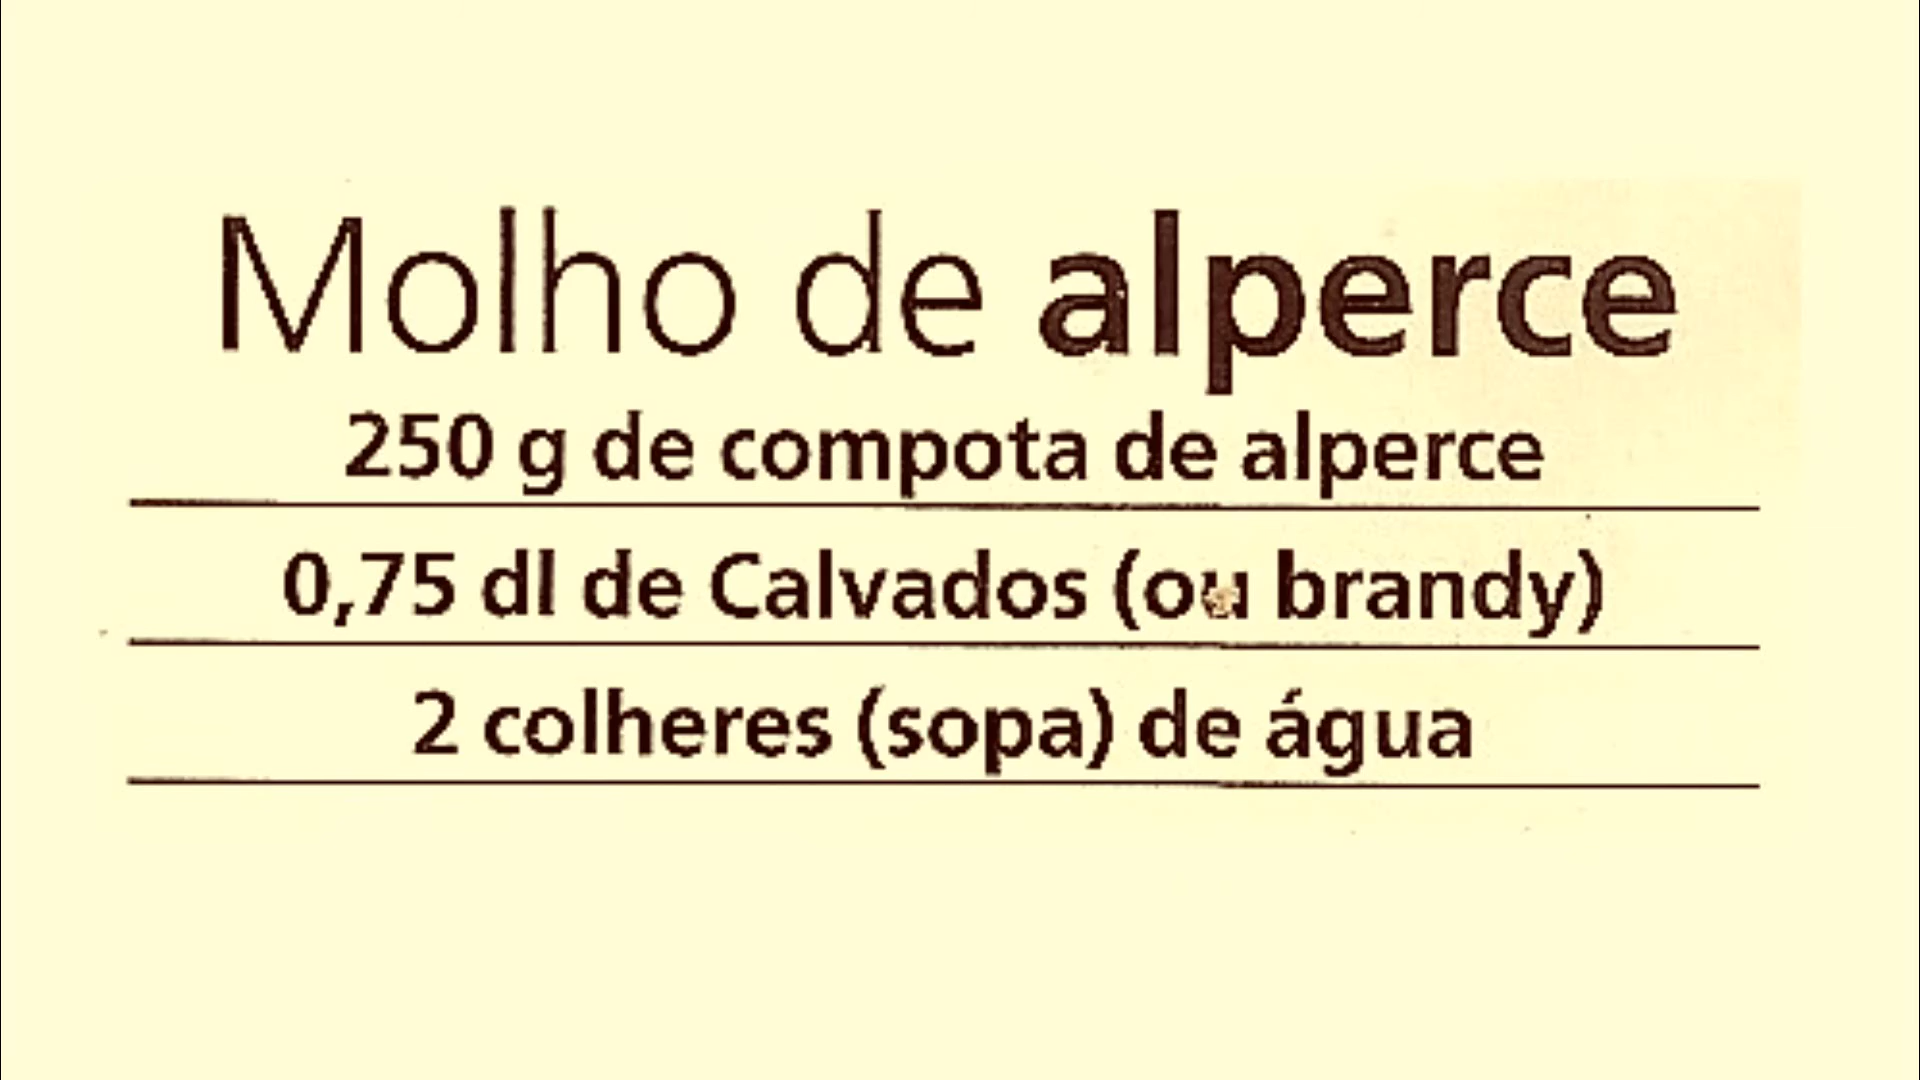 Molho de alperce
250 g de compota de alperce
0,75 dl de Calvados (ou brandy)
2 colheres (sopa) de água